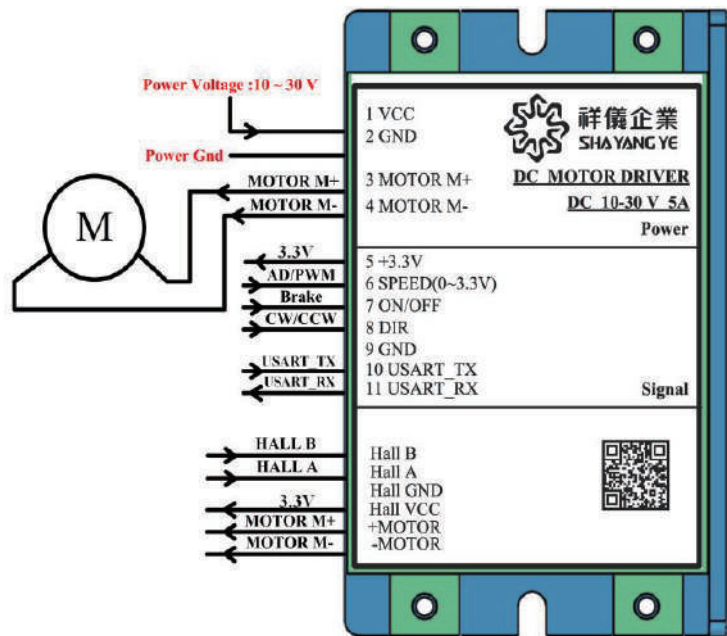 Power Voltage :10 ~ 30 V
Power Gnd
MOTOR M+
MOTOR M-
M
3.3V
AD/PWM
Brake
CW/CCW
USART_TX
USART_RX
HALL B
HALL A
3.3V
MOTOR M+
MOTOR M-
1 VCC
2 GND
祥儀企業
SHAYANG YE
3 MOTOR M+
4 MOTOR M-
DC MOTOR DRIVER
DC 10-30 V 5A
Power
5 +3.3V
6 SPEED(0~3.3V)
7 ON/OFF
8 DIR
9 GND
10 USART_TX
11 USART_RX
Signal
Hall B
Hall A
Hall GND
Hall VCC
+MOTOR
-MOTOR